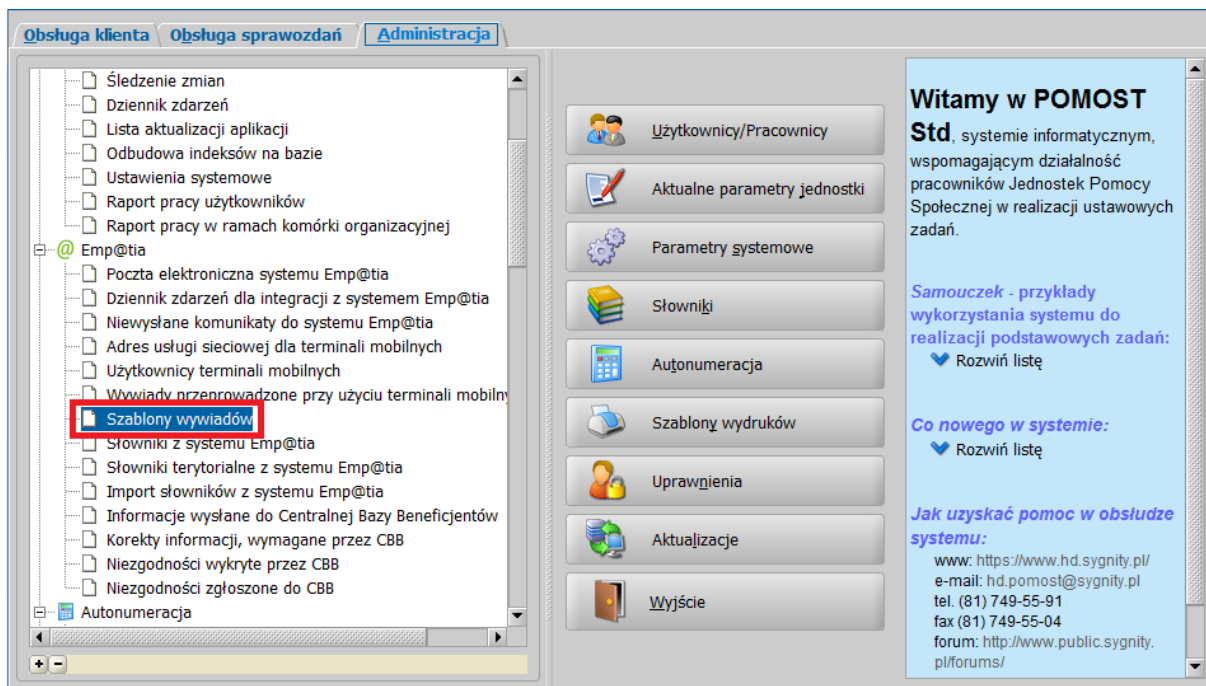 Obsługa klienta
Obsługa sprawozdań
Administracja
Śledzenie zmian
Dziennik zdarzeń
Lista aktualizacji aplikacji
Odbudowa indeksów na bazie
Ustawienia systemowe
Raport pracy użytkowników
Raport pracy w ramach komórki organizacyjnej
@ Emp@tia
Poczta elektroniczna systemu Emp@tia
Dziennik zdarzeń dla integracji z systemem Emp@tia
Niewysłane komunikaty do systemu Emp@tia
Adres usługi sieciowej dla terminali mobilnych
Użytkownicy terminali mobilnych
Wywiady przeprowadzone przy użyciu terminali mobilny
Szablony wywiadów
Słowniki z systemu Emp@tia
Słowniki terytorialne z systemu Emp@tia
Import słowników z systemu Emp@tia
Informacje wysłane do Centralnej Bazy Beneficjentów
Korekty informacji, wymagane przez CBB
Niezgodności wykryte przez CBB
Niezgodności zgłoszone do CBB
Autonumeracja
Użytkownicy/Pracownicy
Aktualne parametry jednostki
Parametry systemowe
Słowniki
Autonumeracja
Szablony wydruków
Uprawnienia
Aktualizacje
Wyjście
Witamy w POMOST
Std, systemie informatycznym,
wspomagającym działalność
pracowników Jednostek Pomocy
Społecznej w realizacji ustawowych
zadań.
Samouczek - przykłady
wykorzystania systemu do
realizacji podstawowych zadań:
Rozwiń listę
Co nowego w systemie:
Rozwiń listę
Jak uzyskać pomoc w obsłudze
systemu:
www: https://www.hd.sygnity.pl/
e-mail: hd.pomost@sygnity.pl
tel. (81) 749-55-91
fax (81) 749-55-04
forum: http://www.public.sygnity.
pl/forums/